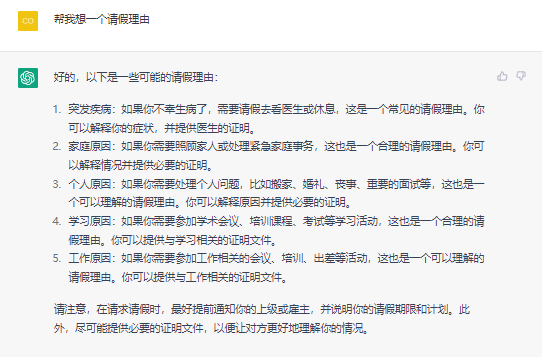 CO
帮我想一个请假理由
好的，以下是一些可能的请假理由：
1. 突发疾病：如果你不幸生病了，需要请假去看医生或休息，这是一个常见的请假理由。你
可以解释你的症状，并提供医生的证明。
2. 家庭原因：如果你需要照顾家人或处理紧急家庭事务，这也是一个合理的请假理由。你可
以解释情况并提供必要的证明。
3. 个人原因：如果你需要处理个人问题，比如搬家、婚礼、丧事、重要的面试等，这也是一
个可以理解的请假理由。你可以解释原因并提供必要的证明。
4. 学习原因：如果你需要参加学术会议、培训课程、考试等学习活动，这也是一个合理的请
假理由。你可以提供与学习相关的证明文件。
5. 工作原因：如果你需要参加工作相关的会议、培训、出差等活动，这也是一个可以理解的
请假理由。你可以提供与工作相关的证明文件。
请注意，在请求请假时，最好提前通知你的上级或雇主，并说明你的请假期限和计划。此
外，尽可能提供必要的证明文件，以便让对方更好地理解你的情况。